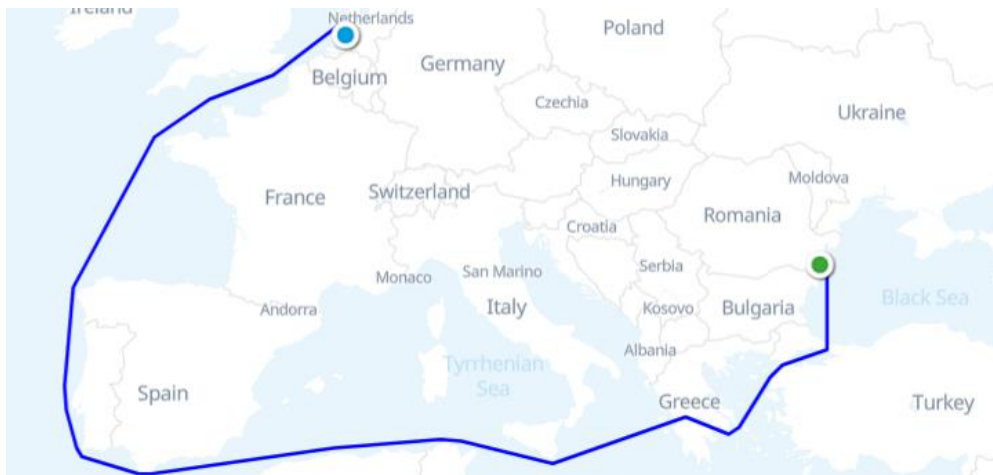 Ireland
Netherlands
Poland
Belgium
Germany
Czechia
Ukraine
Slovakia
Moldova
Hungary
Switzerland
France
Romania
Croatia
San Marino
Serbia
Monaco
Black Sea
Italy
Andorra
Kosovo
Bulgaria
Albania
Tyrrhenian
Sea
Spain
Greece
Turkey